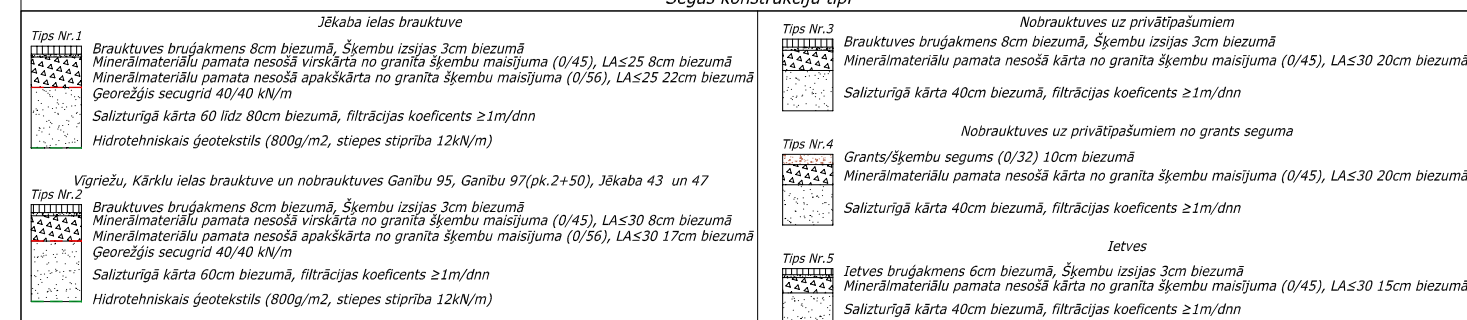 Segas konstrukciju tipi
Jēkaba ielas brauktuve
Tips Nr.1
Brauktuves bruģakmens 8cm biezumā, Šķembu izsijas 3cm biezumā
Minerālmateriālu pamata nesošā virskārta no granīta šķembu maisījuma (0/45), LA≤25 8cm biezumā
Minerālmateriālu pamata nesošā apakškārta no granīta šķembu maisījuma (0/56), LA≤25 22cm biezumā
Ģeorežģis secugrid 40/40 kN/m
Salizturīgā kārta 60 līdz 80cm biezumā, filtrācijas koeficents ≥1m/dnn
Hidrotehniskais ģeotekstils (800g/m2, stiepes stiprība 12kN/m)
Vīgriežu, Kārklu ielas brauktuve un nobrauktuves Ganību 95, Ganību 97(pk.2+50), Jēkaba 43 un 47
Tips Nr.2
Brauktuves bruģakmens 8cm biezumā, Šķembu izsijas 3cm biezumā
Minerālmateriālu pamata nesošā virskārta no granīta šķembu maisījuma (0/45), LA≤30 8cm biezumā
Minerālmateriālu pamata nesošā apakškārta no granīta šķembu maisījuma (0/56), LA≤30 17cm biezumā
Ģeorežģis secugrid 40/40 kN/m
Salizturīgā kārta 60cm biezumā, filtrācijas koeficents ≥1m/dnn
Hidrotehniskais ģeotekstils (800g/m2, stiepes stiprība 12kN/m)
Nobrauktuves uz privātīpašumiem
Tips Nr.3
Brauktuves bruģakmens 8cm biezumā, Šķembu izsijas 3cm biezumā
Minerālmateriālu pamata nesošā kārta no granīta šķembu maisījuma (0/45), LA≤30 20cm biezumā
Salizturīgā kārta 40cm biezumā, filtrācijas koeficents ≥1m/dnn
Nobrauktuves uz privātīpašumiem no grants seguma
Tips Nr.4
Grants/šķembu segums (0/32) 10cm biezumā
Minerālmateriālu pamata nesošā kārta no granīta šķembu maisījuma (0/45), LA≤30 20cm biezumā
Salizturīgā kārta 40cm biezumā, filtrācijas koeficents ≥1m/dnn
Ietves
Tips Nr.5
Ietves bruģakmens 6cm biezumā, Šķembu izsijas 3cm biezumā
Minerālmateriālu pamata nesošā kārta no granīta šķembu maisījuma (0/45), LA≤30 15cm biezumā
Salizturīgā kārta 40cm biezumā, filtrācijas koeficents ≥1m/dnn